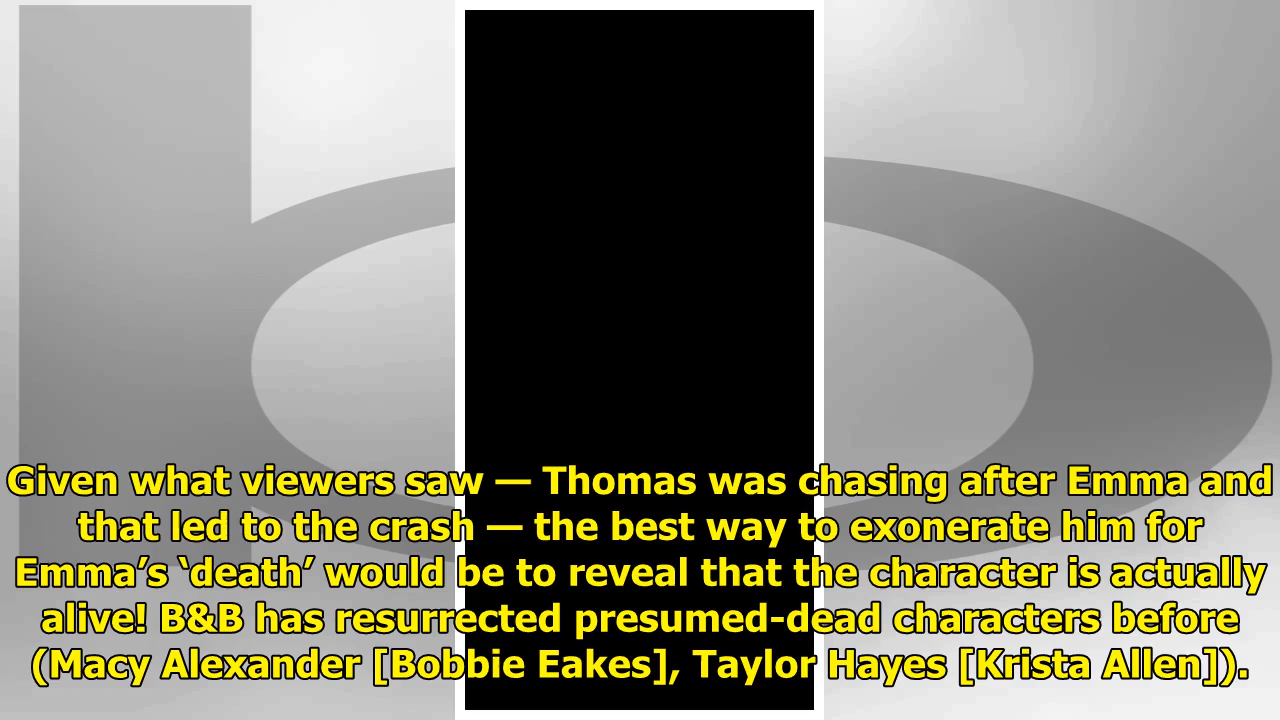 Given what viewers saw — Thomas was chasing after Emma and
that led to the crash — the best way to exonerate him for
Emma’s ‘death’ would be to reveal that the character is actually
alive! B&B has resurrected presumed-dead characters before
(Macy Alexander [Bobbie Eakes], Taylor Hayes [Krista Allen]).